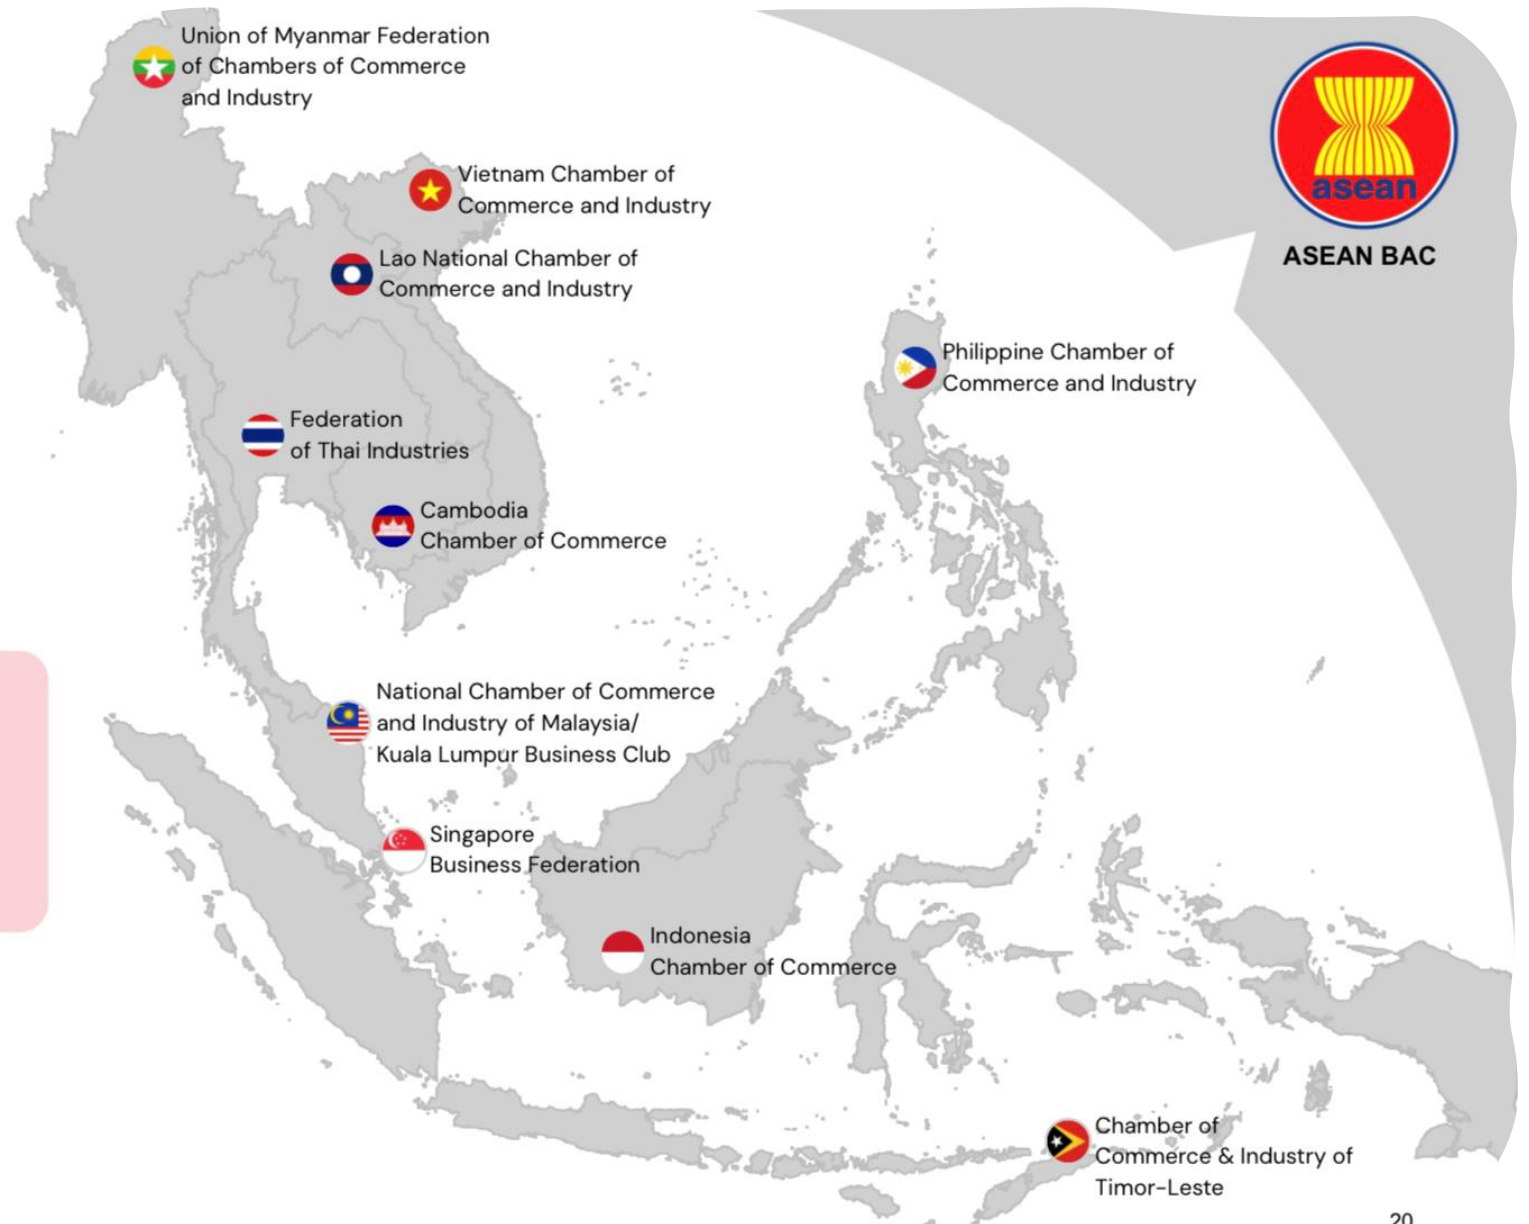 Union of Myanmar Federation
of Chambers of Commerce
and Industry
asean
ASEAN BAC
Vietnam Chamber of
Commerce and Industry
Lao National Chamber of
Commerce and Industry
Philippine Chamber of
Commerce and Industry
Federation
of Thai Industries
Cambodia
Chamber of Commerce
National Chamber of Commerce
and Industry of Malaysia/
Kuala Lumpur Business Club
Singapore
Business Federation
Indonesia
Chamber of Commerce
Chamber of
Commerce & Industry of
Timor-Leste
20